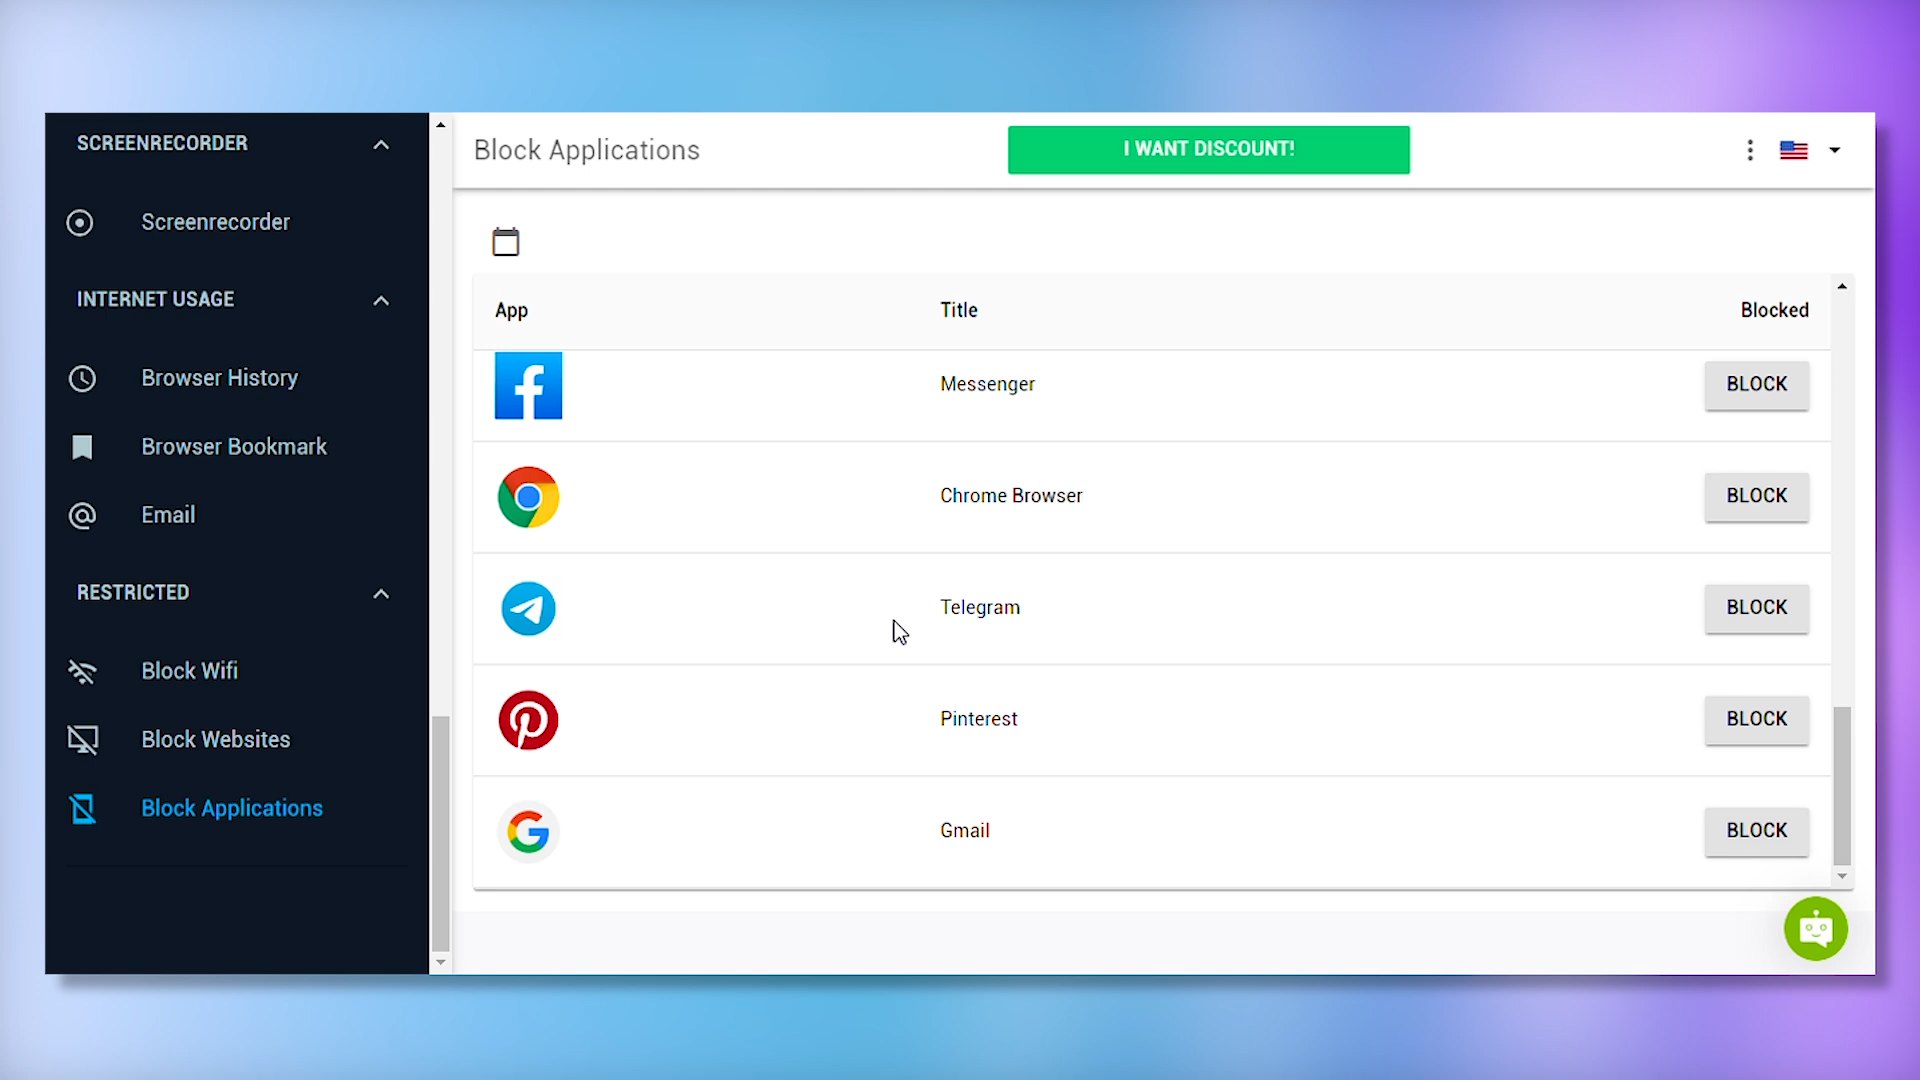 SCREENRECORDER
Screenrecorder
INTERNET USAGE
Browser History
Browser Bookmark
Email
RESTRICTED
Block Wifi
Block Websites
Block Applications
Block Applications
I WANT DISCOUNT!
App Title Blocked
Messenger BLOCK
Chrome Browser BLOCK
Telegram BLOCK
Pinterest BLOCK
Gmail BLOCK